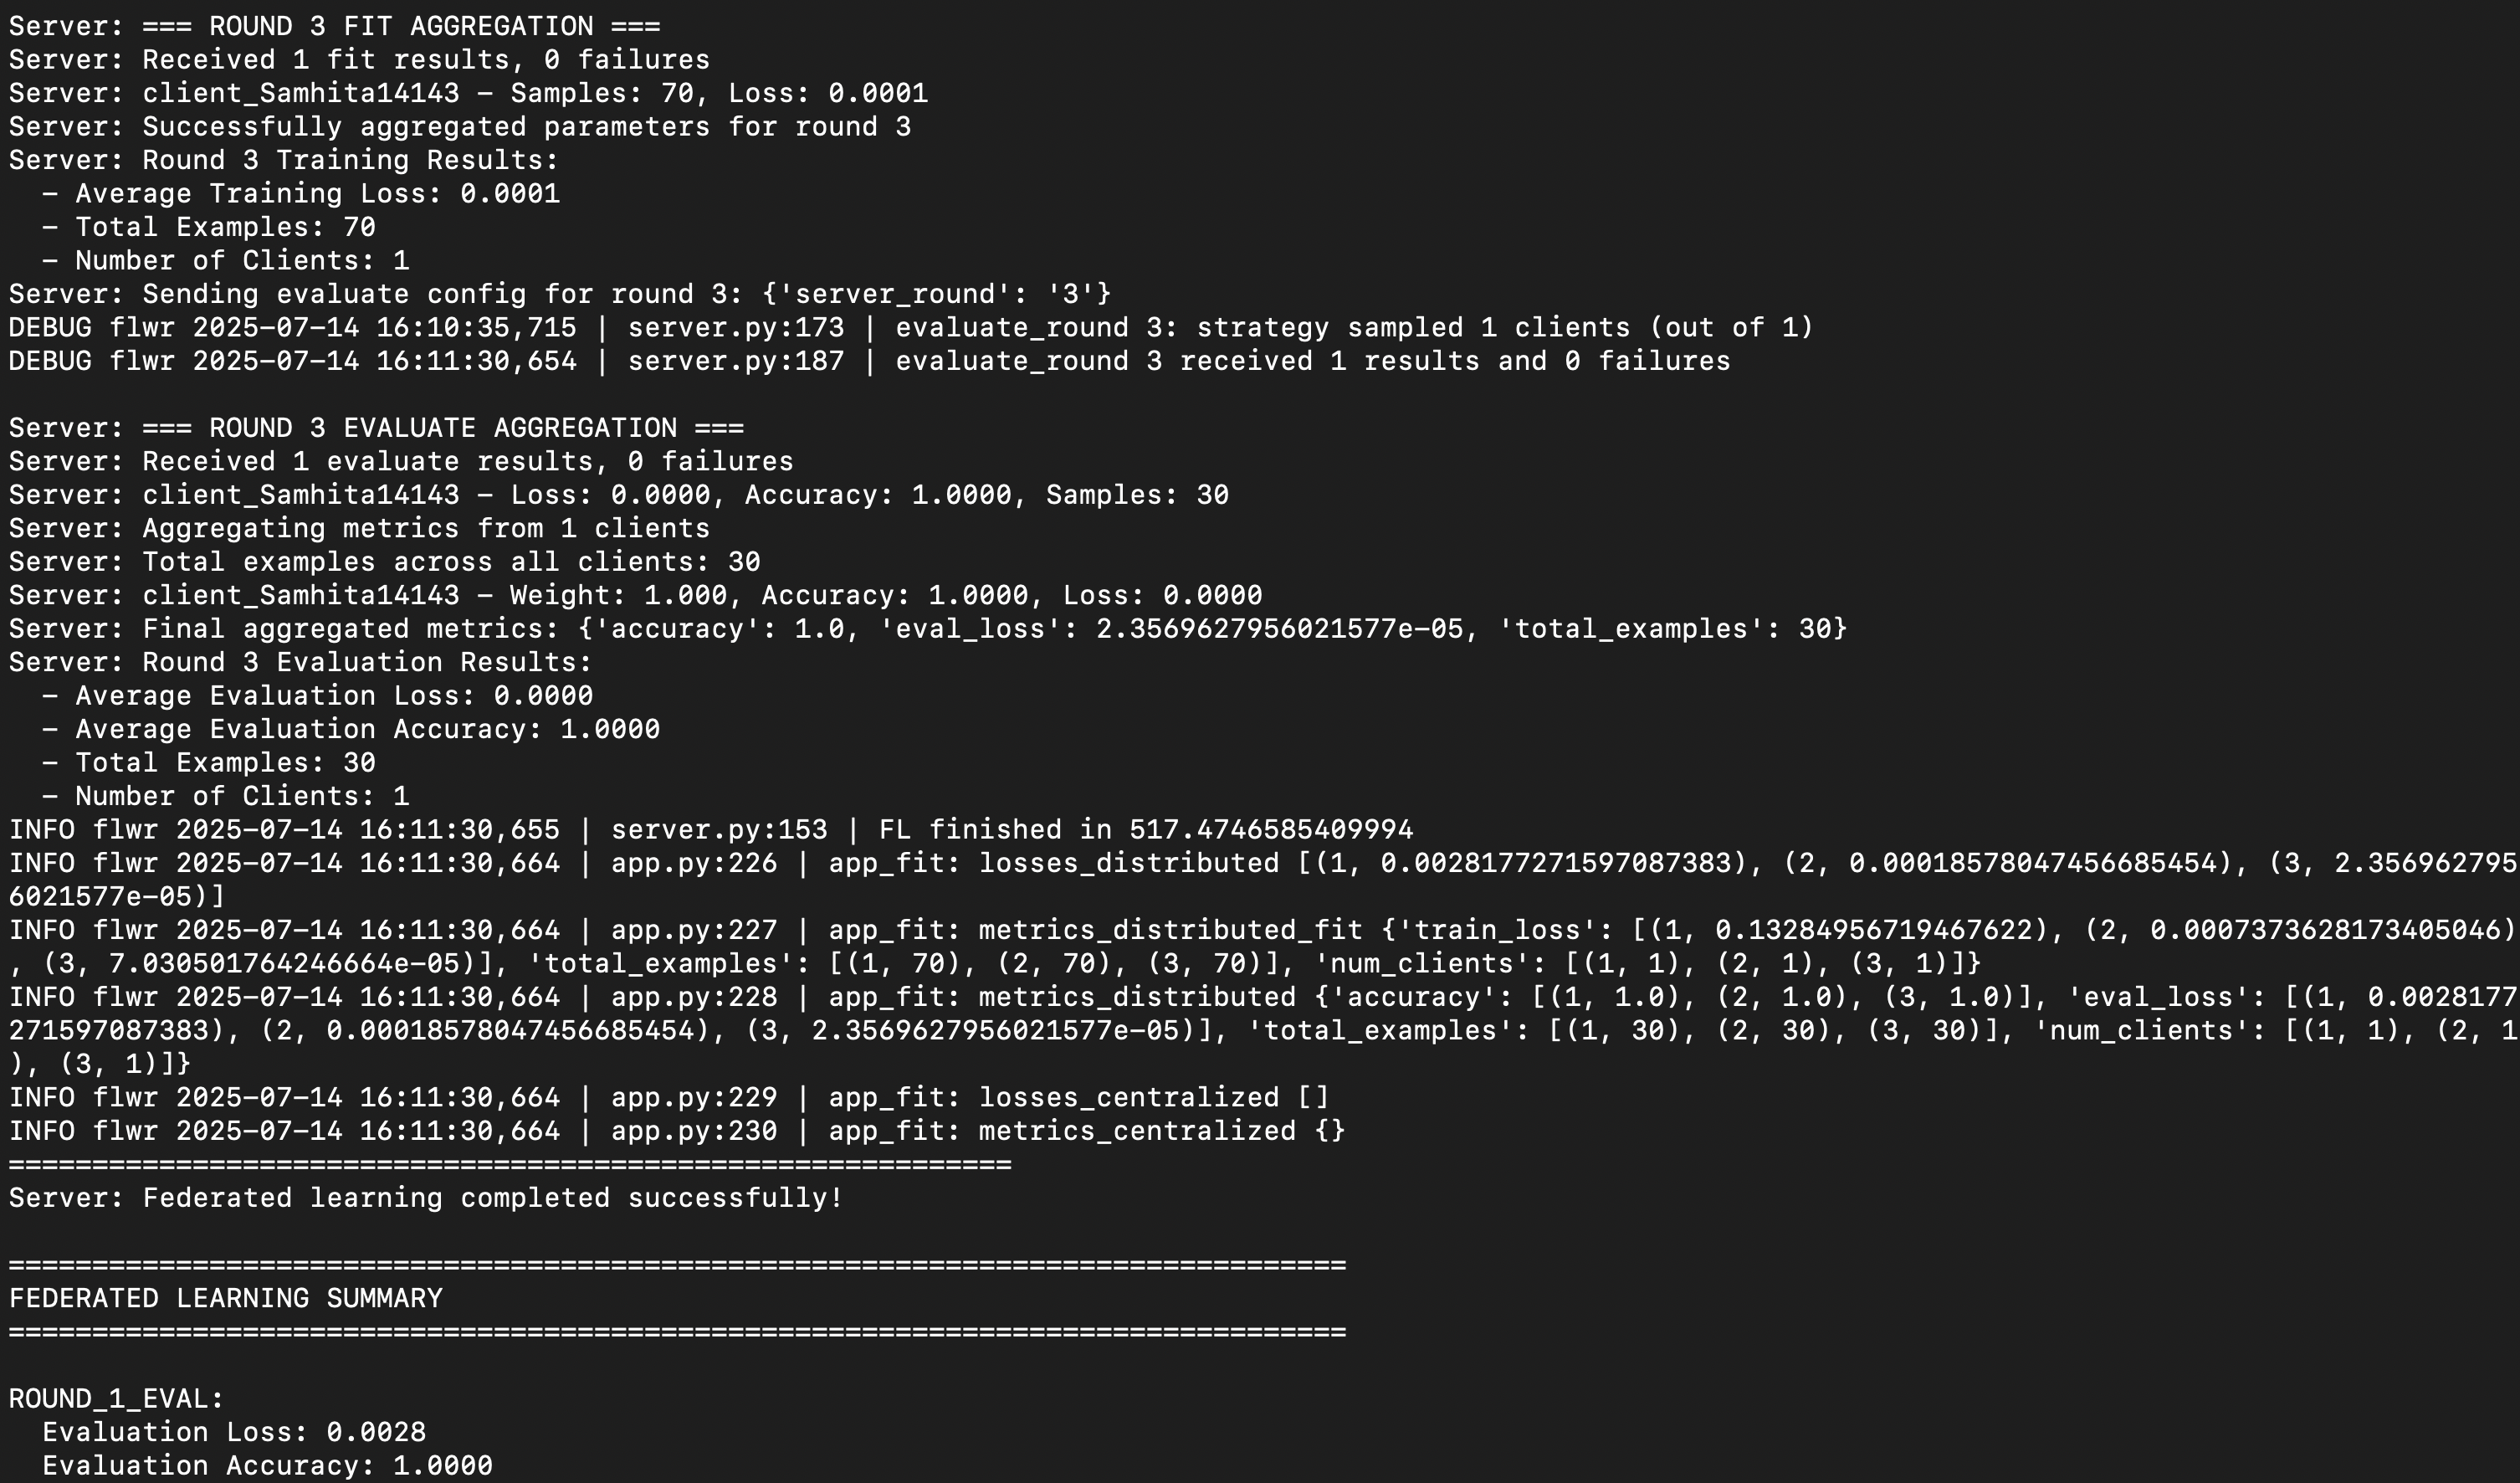 Server: === ROUND 3 FIT AGGREGATION ===
Server: Received 1 fit results, 0 failures
Server: client_Samhita14143 – Samples: 70, Loss: 0.0001
Server: Successfully aggregated parameters for round 3
Server: Round 3 Training Results:
  – Average Training Loss: 0.0001
  – Total Examples: 70
  – Number of Clients: 1
Server: Sending evaluate config for round 3: {'server_round': '3'}
DEBUG flwr 2025–07–14 16:10:35,715 | server.py:173 | evaluate_round 3: strategy sampled 1 clients (out of 1)
DEBUG flwr 2025–07–14 16:11:30,654 | server.py:187 | evaluate_round 3 received 1 results and 0 failures
Server: === ROUND 3 EVALUATE AGGREGATION ===
Server: Received 1 evaluate results, 0 failures
Server: client_Samhita14143 – Loss: 0.0000, Accuracy: 1.0000, Samples: 30
Server: Aggregating metrics from 1 clients
Server: Total examples across all clients: 30
Server: client_Samhita14143 – Weight: 1.000, Accuracy: 1.0000, Loss: 0.0000
Server: Final aggregated metrics: {'accuracy': 1.0, 'eval_loss': 2.3569627956021577e–05, 'total_examples': 30}
Server: Round 3 Evaluation Results:
  – Average Evaluation Loss: 0.0000
  – Average Evaluation Accuracy: 1.0000
  – Total Examples: 30
  – Number of Clients: 1
INFO flwr 2025–07–14 16:11:30,655 | server.py:153 | FL finished in 517.4746585409994
INFO flwr 2025–07–14 16:11:30,664 | app.py:226 | app_fit: losses_distributed [(1, 0.0028177271597087383), (2, 0.00018578047456685454), (3, 2.356962795
6021577e–05)]
INFO flwr 2025–07–14 16:11:30,664 | app.py:227 | app_fit: metrics_distributed_fit {'train_loss': [(1, 0.13284956719467622), (2, 0.0007373628173405046)
, (3, 7.030501764246664e–05)], 'total_examples': [(1, 70), (2, 70), (3, 70)], 'num_clients': [(1, 1), (2, 1), (3, 1)]}
INFO flwr 2025–07–14 16:11:30,664 | app.py:228 | app_fit: metrics_distributed {'accuracy': [(1, 1.0), (2, 1.0), (3, 1.0)], 'eval_loss': [(1, 0.0028177
271597087383), (2, 0.00018578047456685454), (3, 2.3569627956021577e–05)], 'total_examples': [(1, 30), (2, 30), (3, 30)], 'num_clients': [(1, 1), (2, 1
), (3, 1)]}
INFO flwr 2025–07–14 16:11:30,664 | app.py:229 | app_fit: losses_centralized []
INFO flwr 2025–07–14 16:11:30,664 | app.py:230 | app_fit: metrics_centralized {}
============================================================
Server: Federated learning completed successfully!
================================================================================
FEDERATED LEARNING SUMMARY
================================================================================
ROUND_1_EVAL:
  Evaluation Loss: 0.0028
  Evaluation Accuracy: 1.0000